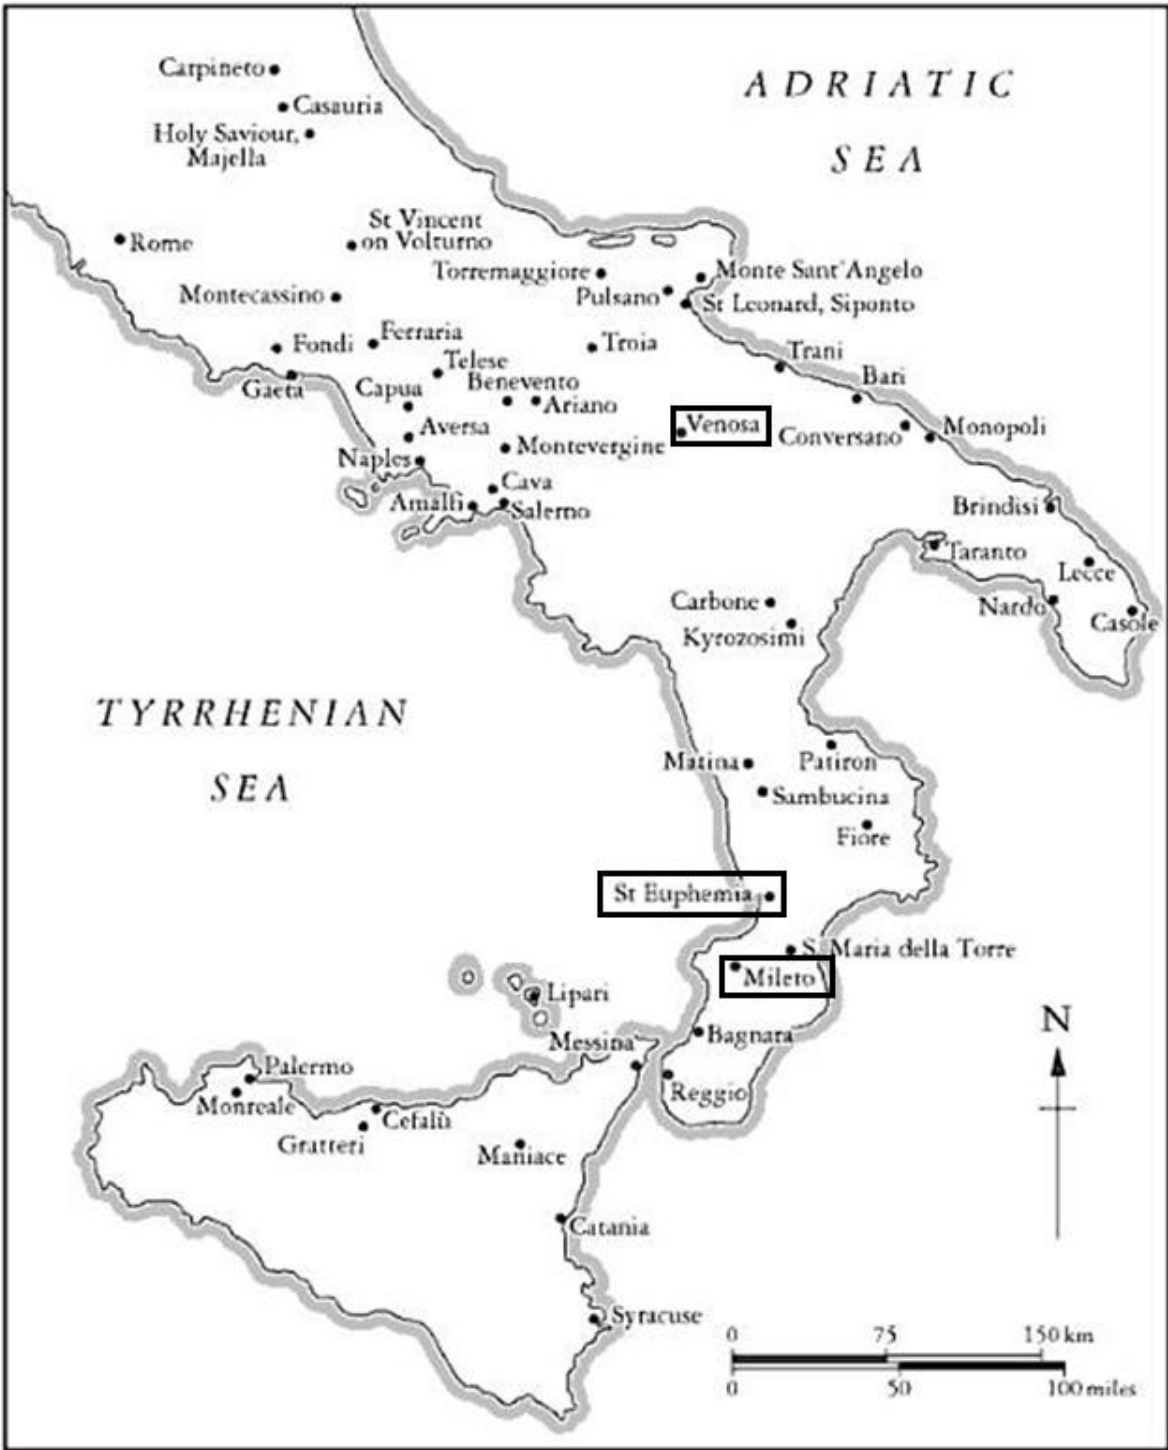 Carpineto
ADRIATIC
SEA
Casauria
Holy Saviour,
Majella
St Vincent
on Volturno
Rome
Torremaggiore
Monte Sant'Angelo
Montecassino
Pulsano
St Leonard, Siponto
Ferraria
Fondi
Troia
Trani
Telese
Gaeta
Capua
Benevento
Bari
Ariano
Aversa
Venosa
Conversano
Monopoli
Montevergine
Naples
Cava
Amalfi
Salerno
Brindisi
Taranto
Lecce
Carbone
Nardo
Casole
Kyrozosimi
TYRRHENIAN
SEA
Matina
Patiron
Sambucina
Fiore
St Euphemia
S. Maria della Torre
Mileto
Lipari
N
Bagnara
Messina
Palermo
Reggio
Monreale
Cefalù
Gratteri
Maniace
Catania
Syracuse
0 75 150 km
0 50 100 miles